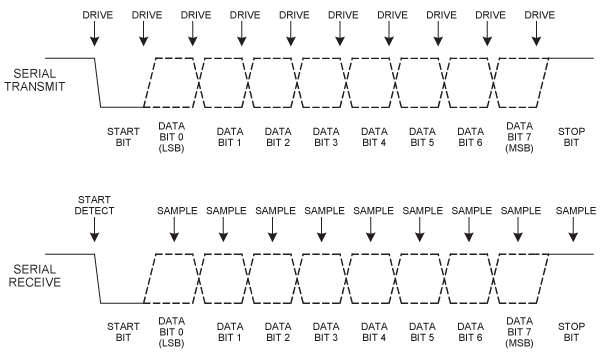 DRIVE DRIVE DRIVE DRIVE DRIVE DRIVE DRIVE DRIVE DRIVE DRIVE
SERIAL
TRANSMIT
START
BIT
DATA
BIT 0
(LSB)
DATA
BIT 1
DATA
BIT 2
DATA
BIT 3
DATA
BIT 4
DATA
BIT 5
DATA
BIT 6
DATA
BIT 7
(MSB)
STOP
BIT
START
DETECT
SAMPLE SAMPLE SAMPLE SAMPLE SAMPLE SAMPLE SAMPLE SAMPLE SAMPLE
SERIAL
RECEIVE
START
BIT
DATA
BIT 0
(LSB)
DATA
BIT 1
DATA
BIT 2
DATA
BIT 3
DATA
BIT 4
DATA
BIT 5
DATA
BIT 6
DATA
BIT 7
(MSB)
STOP
BIT